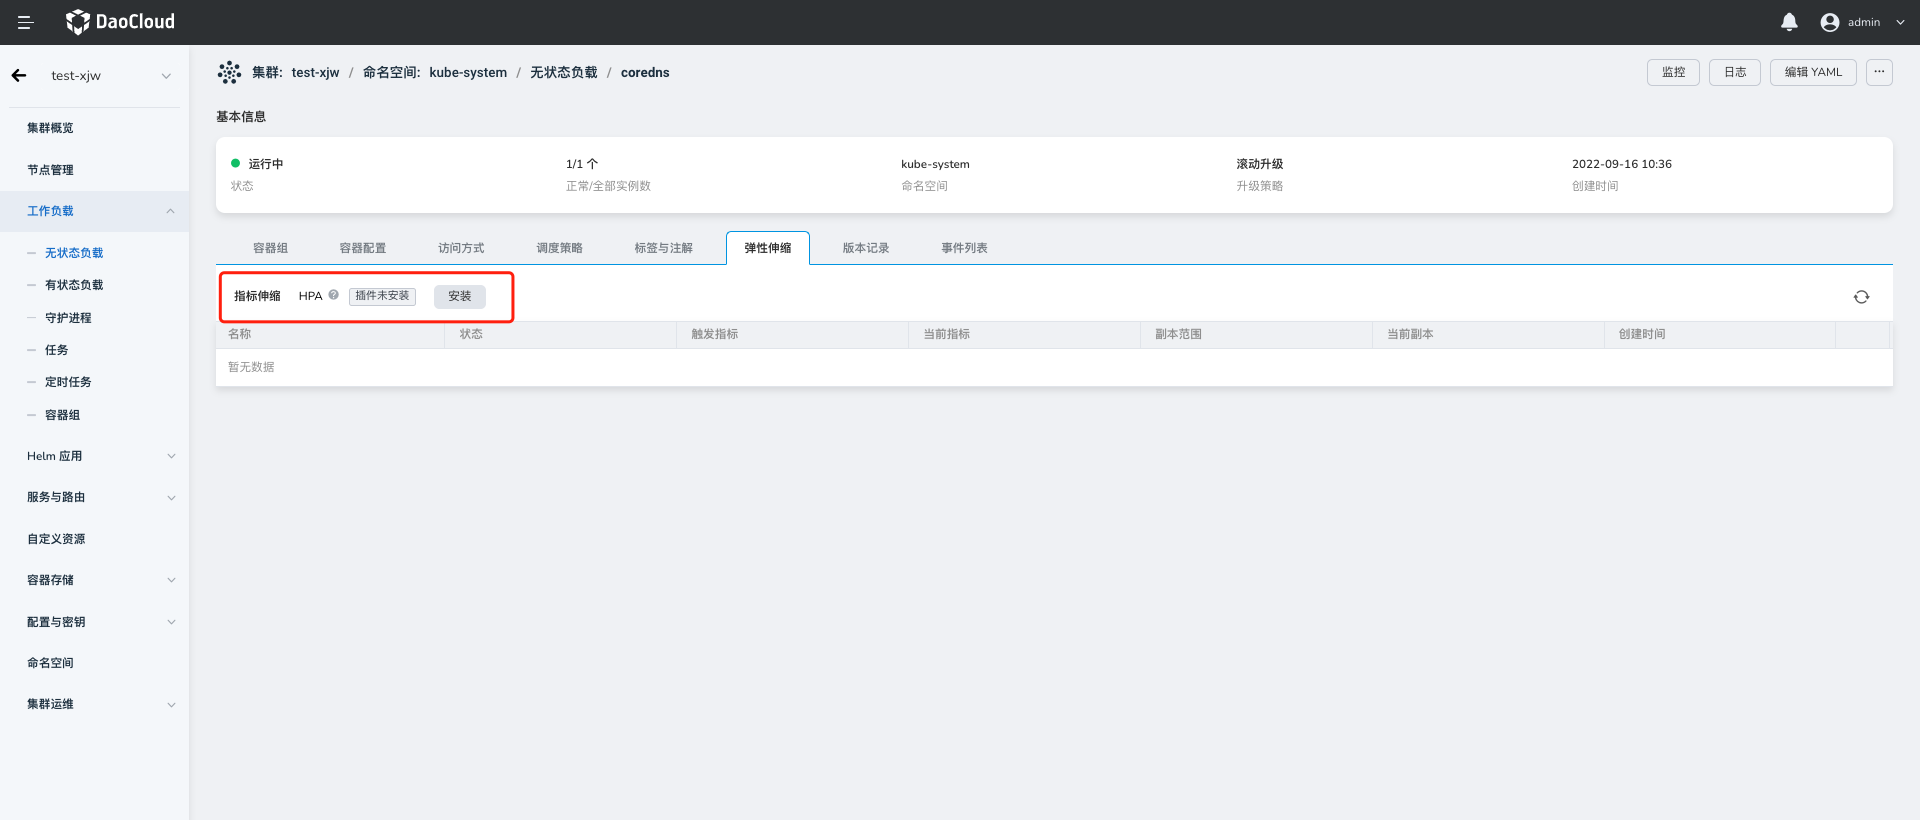 DaoCloud
admin
test-xjw
集群概览
节点管理
工作负载
无状态负载
有状态负载
守护进程
任务
定时任务
容器组
Helm 应用
服务与路由
自定义资源
容器存储
配置与密钥
命名空间
集群运维
集群: test-xjw / 命名空间: kube-system / 无状态负载 / coredns
监控 日志 编辑 YAML ...
基本信息
运行中 1/1 个 kube-system 滚动升级 2022-09-16 10:36
状态 正常/全部实例数 命名空间 升级策略 创建时间
容器组 容器配置 访问方式 调度策略 标签与注解 弹性伸缩 版本记录 事件列表
指标伸缩 HPA ? 插件未安装 安装
名称 状态 触发指标 当前指标 副本范围 当前副本 创建时间
暂无数据